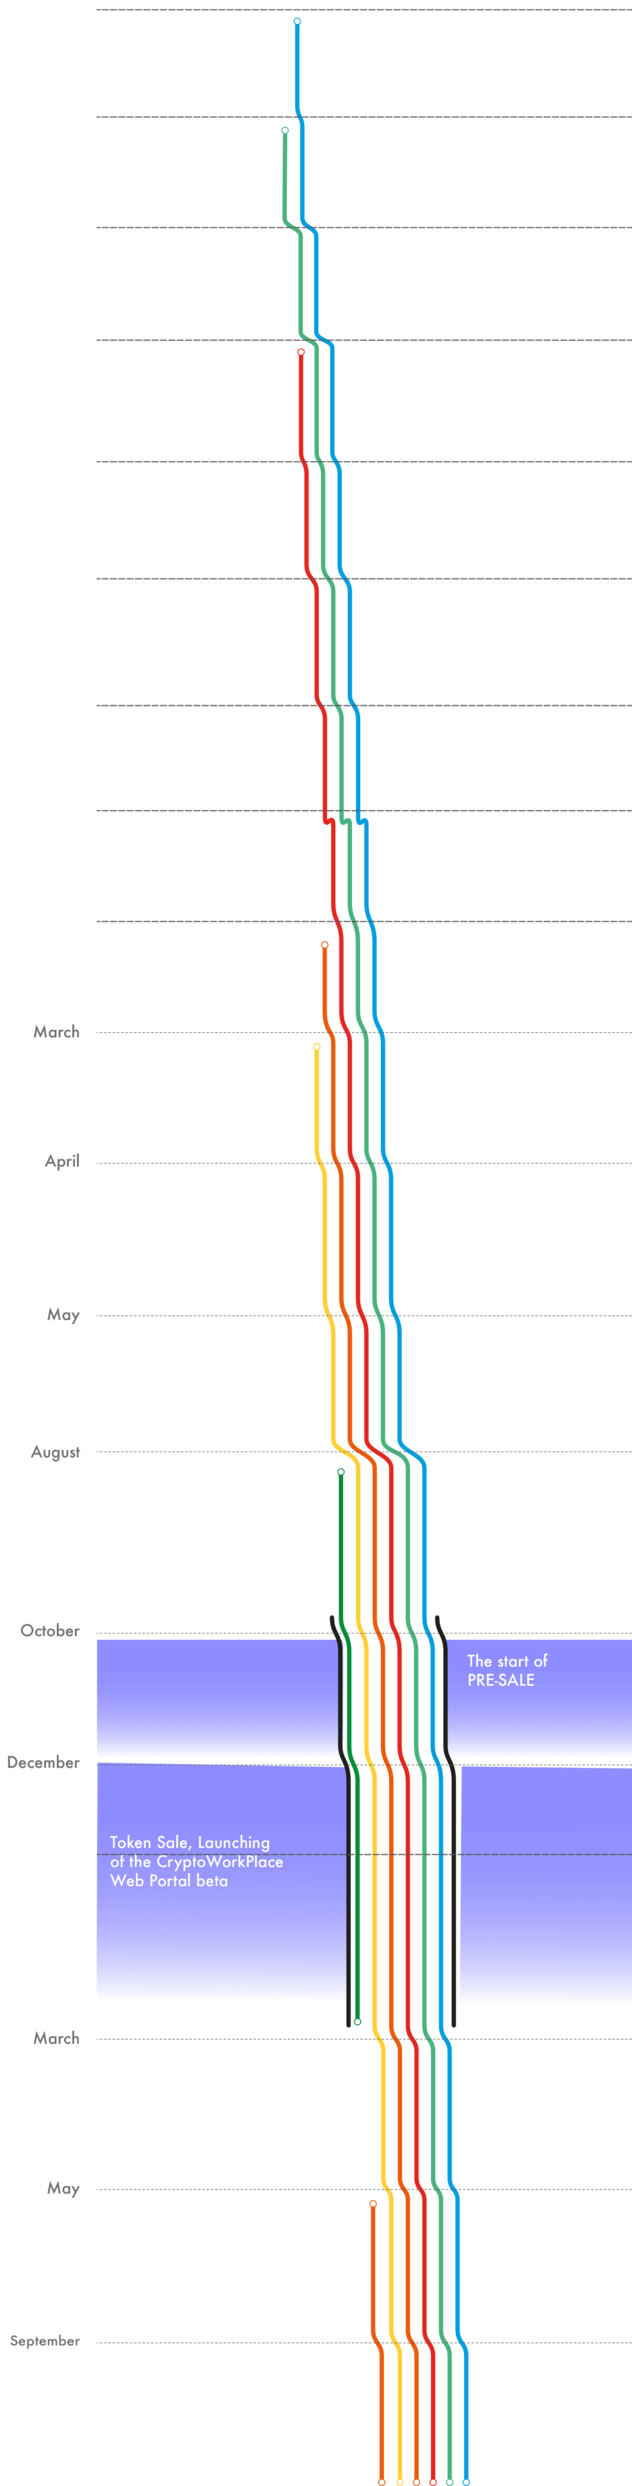 March
April
May
August
October
The start of
PRE-SALE
December
Token Sale, Launching
of the CryptoWorkPlace
Web Portal beta
March
May
September